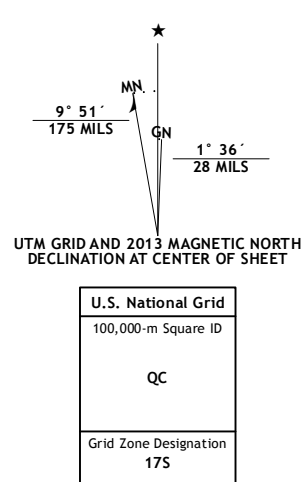 ★
MN
9° 51´
175 MILS
GN
1° 36´
28 MILS
UTM GRID AND 2013 MAGNETIC NORTH
DECLINATION AT CENTER OF SHEET
U.S. National Grid
100,000-m Square ID
QC
Grid Zone Designation
17S